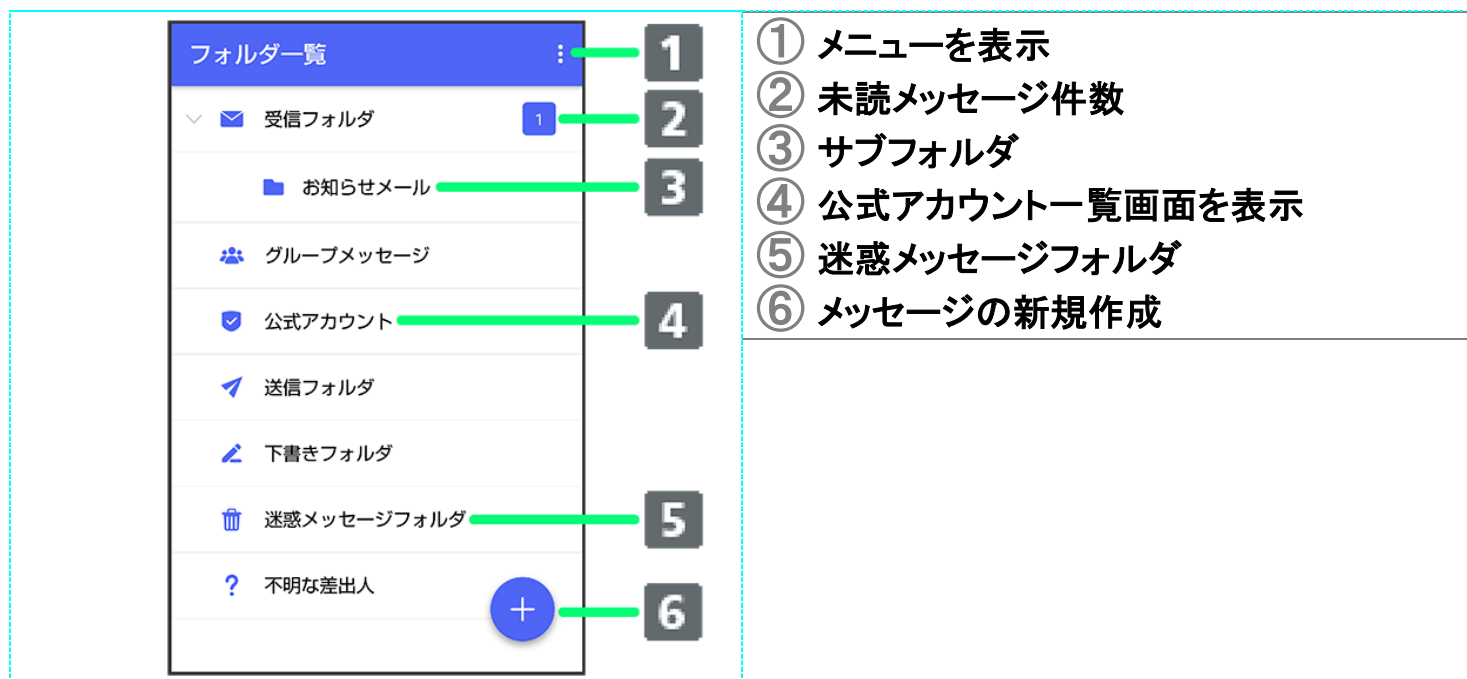 フォルダ一覧
1
受信フォルダ
1
2
お知らせメール
3
グループメッセージ
公式アカウント
4
送信フォルダ
下書きフォルダ
迷惑メッセージフォルダ
5
不明な差出人
6
① メニューを表示
② 未読メッセージ件数
③ サブフォルダ
④ 公式アカウント一覧画面を表示
⑤ 迷惑メッセージフォルダ
⑥ メッセージの新規作成